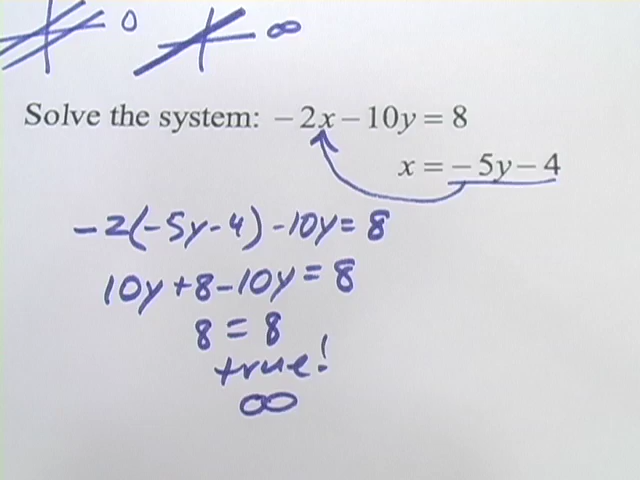 0 ∞
Solve the system: −2x − 10y = 8
x = −5y − 4
−2(−5y−4) −10y = 8
10y + 8 − 10y = 8
8 = 8
true!
∞